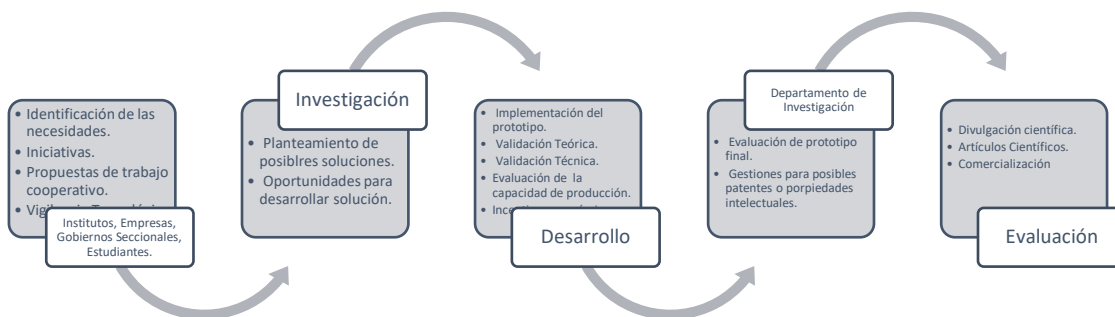 • Identificación de las
necesidades.
• Iniciativas.
• Propuestas de trabajo
cooperativo.
Institutos, Empresas,
Gobiernos Seccionales,
Estudiantes.
Investigación
• Planteamiento de
posiblres soluciones.
• Oportunidades para
desarrollar solución.
• Implementación del
prototipo.
• Validación Teórica.
• Validación Técnica.
• Evaluación de la
capacidad de producción.
Desarrollo
Departamento de
Investigación
• Evaluación de prototipo
final.
• Gestiones para posibles
patentes o porpiedades
intelectuales.
• Divulgación científica.
• Artículos Científicos.
• Comercialización
Evaluación